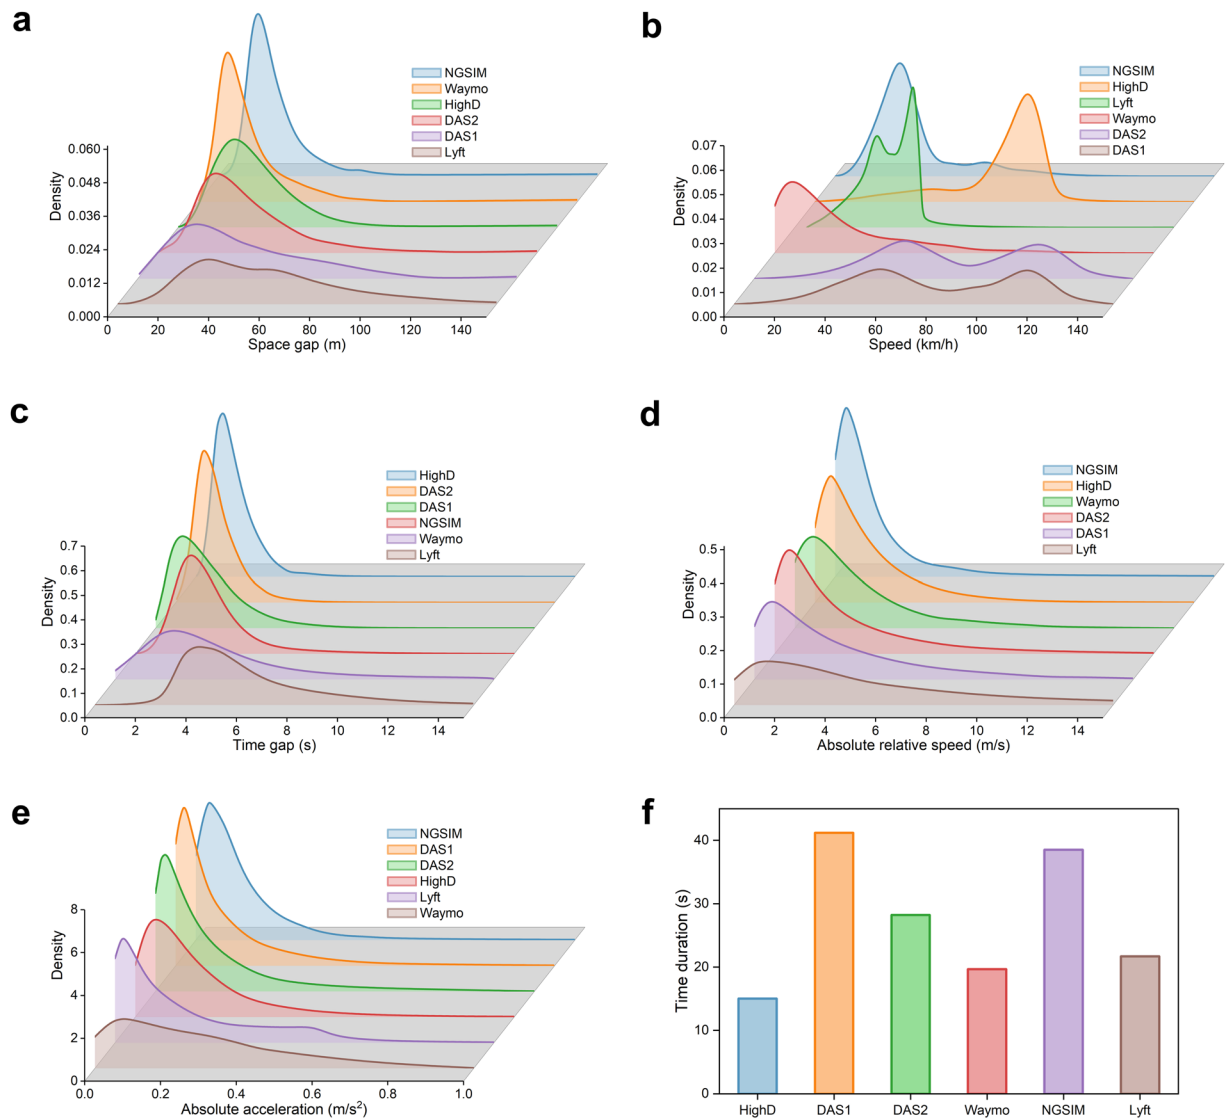 a
NGSIM
Waymo
HighD
DAS2
DAS1
Lyft
0.060
0.048
0.036
0.024
0.012
0.000
Density
0 20 40 60 80 100 120 140
Space gap (m)
b
NGSIM
HighD
Lyft
Waymo
DAS2
DAS1
0.07
0.06
0.05
0.04
0.03
0.02
0.01
0.00
Density
0 20 40 60 80 100 120 140
Speed (km/h)
c
HighD
DAS2
DAS1
NGSIM
Waymo
Lyft
0.7
0.6
0.5
0.4
0.3
0.2
0.1
0.0
Density
0 2 4 6 8 10 12 14
Time gap (s)
d
NGSIM
HighD
Waymo
DAS2
DAS1
Lyft
0.5
0.4
0.3
0.2
0.1
0.0
Density
0 2 4 6 8 10 12 14
Absolute relative speed (m/s)
e
NGSIM
DAS1
DAS2
HighD
Lyft
Waymo
8
6
4
2
0
Density
0.0 0.2 0.4 0.6 0.8 1.0
Absolute acceleration (m/s²)
f
40
30
20
10
0
Time duration (s)
HighD DAS1 DAS2 Waymo NGSIM Lyft